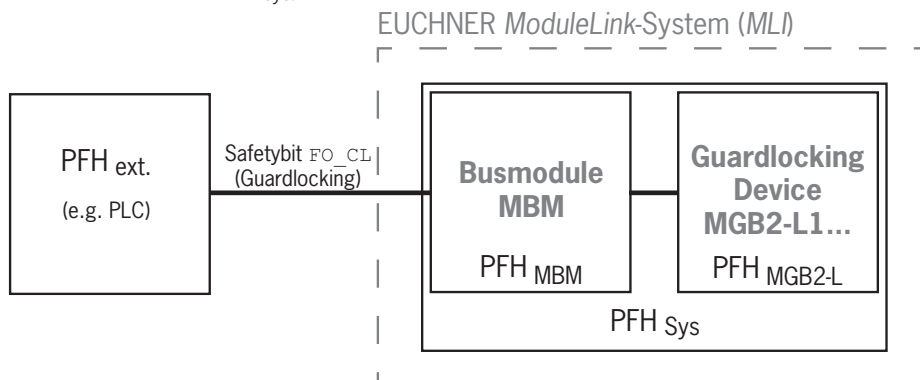 EUCHNER ModuleLink-System (MLI)
PFH ext.
(e.g. PLC)
Safetybit FO_CL
(Guardlocking)
Busmodule
MBM
PFH MBM
Guardlocking
Device
MGB2-L1...
PFH MGB2-L
PFH Sys